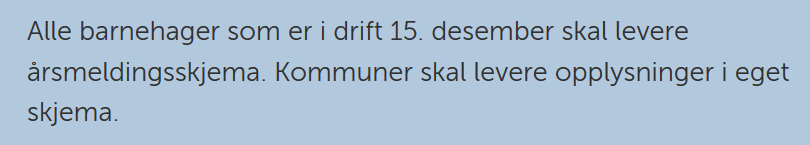 Alle barnehager som er i drift 15. desember skal levere
årsmeldingsskjema. Kommuner skal levere opplysninger i eget
skjema.